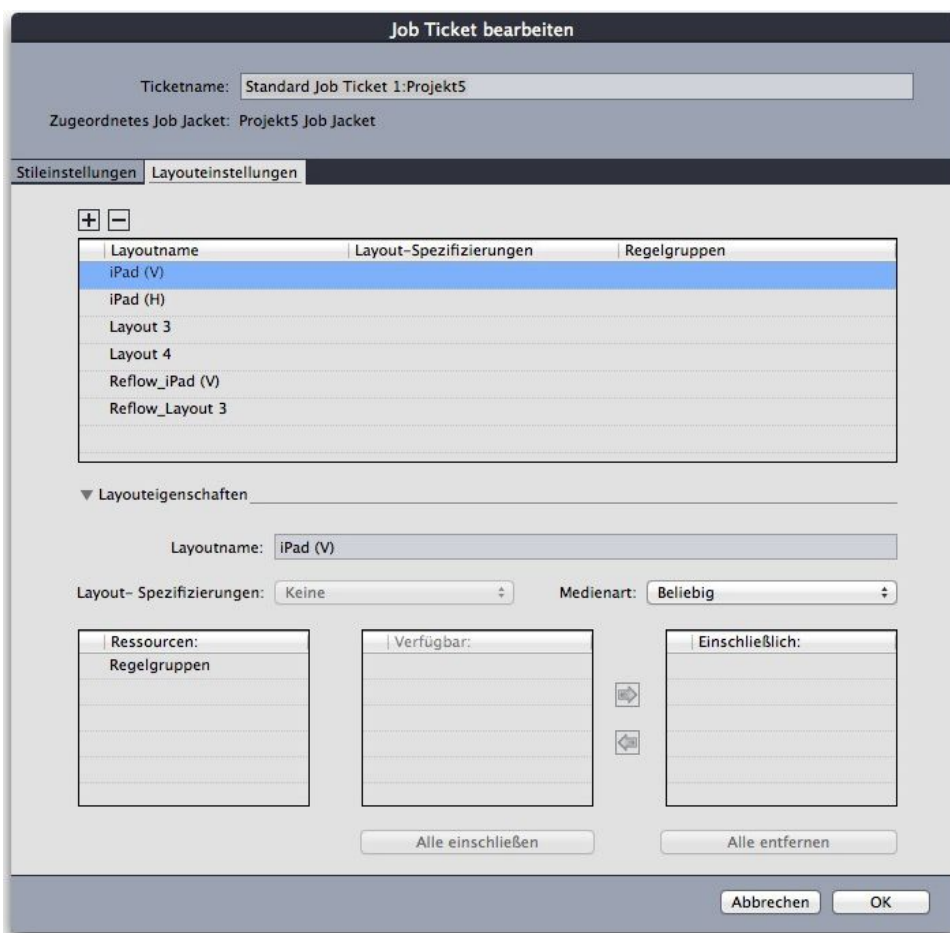 Job Ticket bearbeiten
Ticketname: Standard Job Ticket 1:Projekt5
Zugeordnetes Job Jacket: Projekt5 Job Jacket
Stileinstellungen Layouteinstellungen
Layoutname Layout-Spezifizierungen Regelgruppen
iPad (V)
iPad (H)
Layout 3
Layout 4
Reflow_iPad (V)
Reflow_Layout 3
Layouteigenschaften
Layoutname: iPad (V)
Layout- Spezifizierungen: Keine Medienart: Beliebig
Ressourcen: Verfügbar: Einschließlich:
Regelgruppen
Alle einschließen Alle entfernen
Abbrechen OK